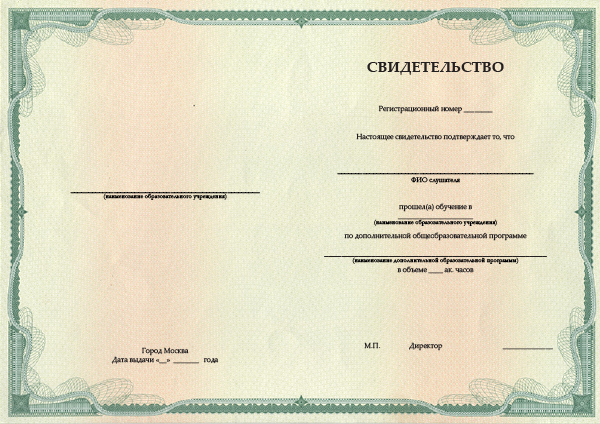 (наименование образовательного учреждения)
Город Москва
Дата выдачи «__» ______ года
СВИДЕТЕЛЬСТВО
Регистрационный номер _______
Настоящее свидетельство подтверждает то, что
ФИО слушателя
прошел(а) обучение в
(наименование образовательного учреждения)
по дополнительной общеобразовательной программе
(наименование дополнительной образовательной программы)
в объеме ____ ак. часов
М.П. Директор ____________